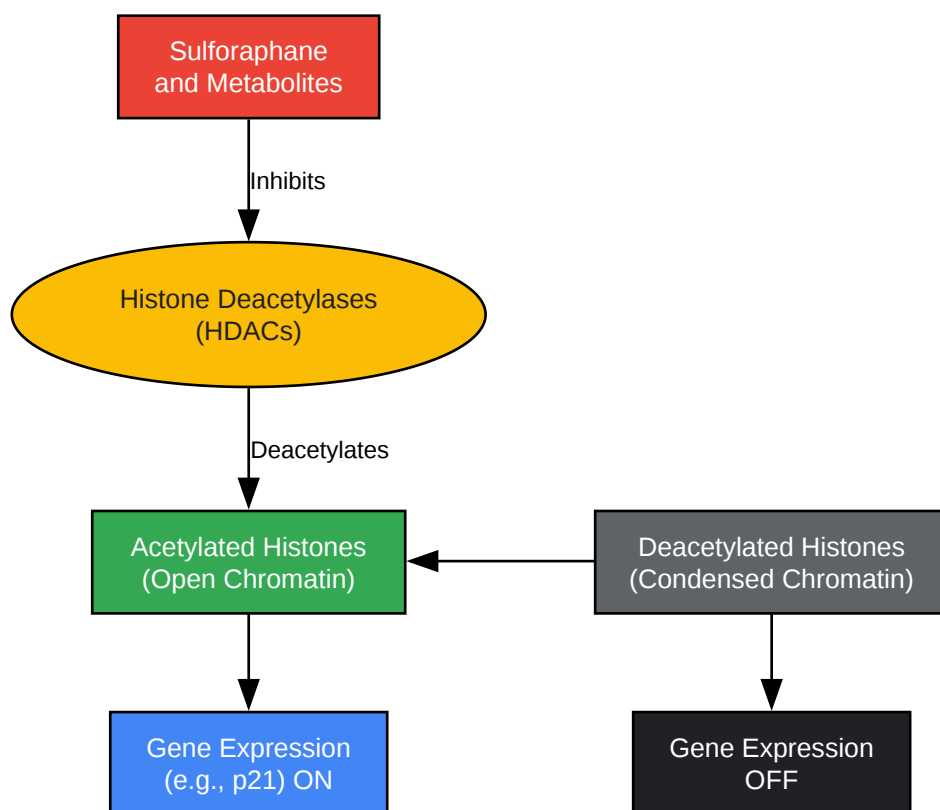 Sulforaphane
and Metabolites
Inhibits
Histone Deacetylases
(HDACs)
Deacetylates
Acetylated Histones
(Open Chromatin)
Deacetylated Histones
(Condensed Chromatin)
Gene Expression
(e.g., p21) ON
Gene Expression
OFF